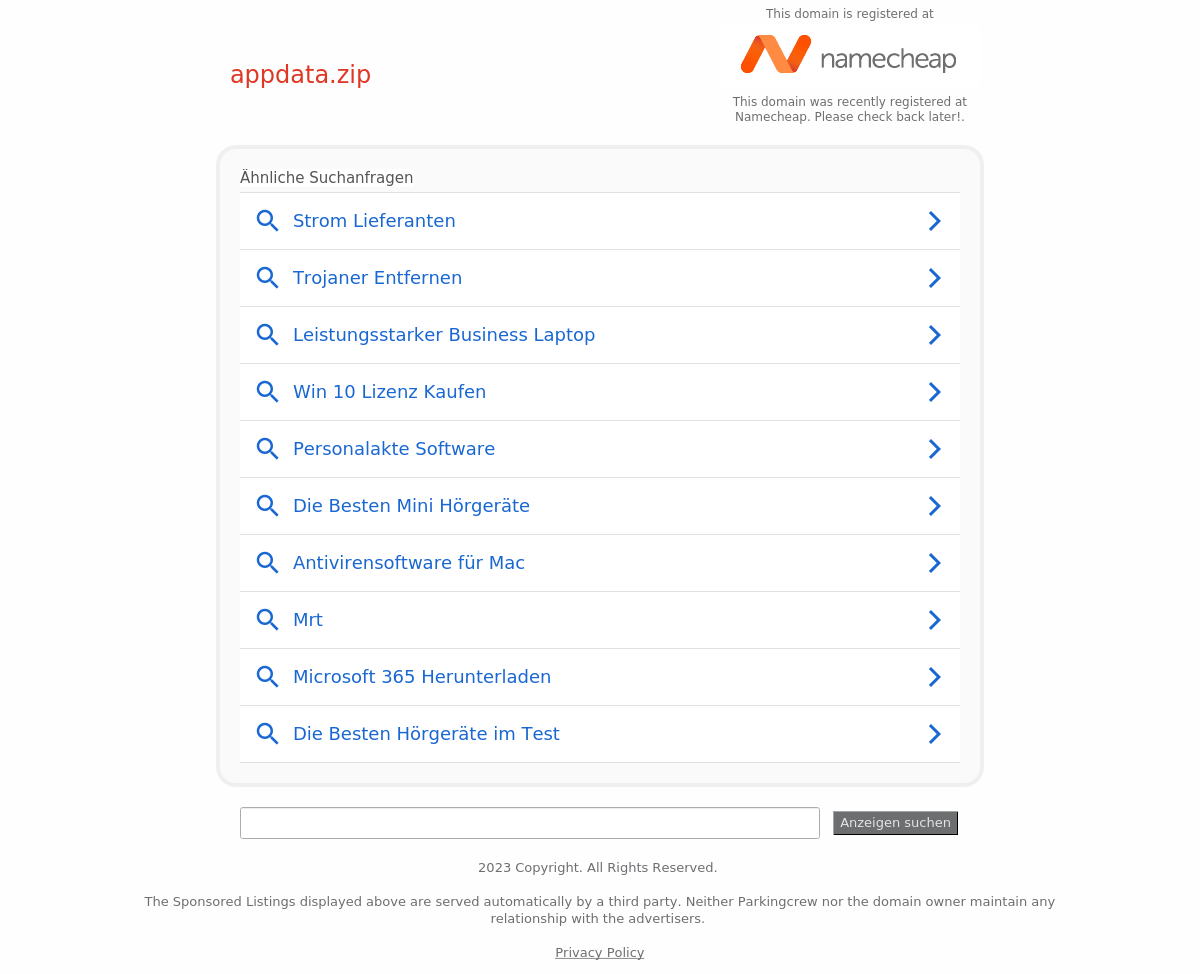 This domain is registered at
namecheap
appdata.zip
This domain was recently registered at
Namecheap. Please check back later!.
Ähnliche Suchanfragen
Strom Lieferanten
Trojaner Entfernen
Leistungsstarker Business Laptop
Win 10 Lizenz Kaufen
Personalakte Software
Die Besten Mini Hörgeräte
Antivirensoftware für Mac
Mrt
Microsoft 365 Herunterladen
Die Besten Hörgeräte im Test
Anzeigen suchen
2023 Copyright. All Rights Reserved.
The Sponsored Listings displayed above are served automatically by a third party. Neither Parkingcrew nor the domain owner maintain any
relationship with the advertisers.
Privacy Policy